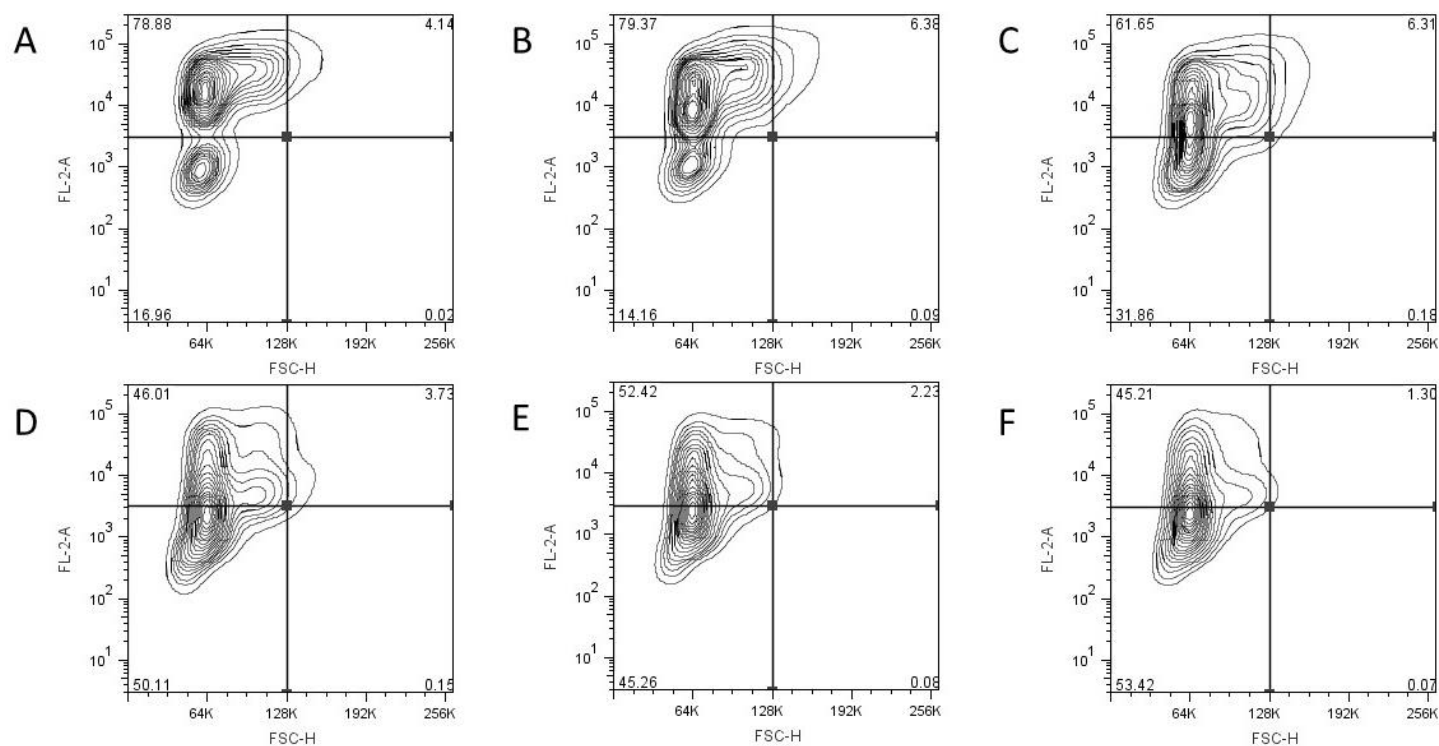 A
78.88 4.14
10^5
10^4
10^3
10^2
10^1
FL-2-A
16.96 0.02
64K 128K 192K 256K
FSC-H
B
79.37 6.38
10^5
10^4
10^3
10^2
10^1
FL-2-A
14.16 0.09
64K 128K 192K 256K
FSC-H
C
61.65 6.31
10^5
10^4
10^3
10^2
10^1
FL-2-A
31.86 0.18
64K 128K 192K 256K
FSC-H
D
46.01 3.73
10^5
10^4
10^3
10^2
10^1
FL-2-A
50.11 0.15
64K 128K 192K 256K
FSC-H
E
52.42 2.23
10^5
10^4
10^3
10^2
10^1
FL-2-A
45.26 0.08
64K 128K 192K 256K
FSC-H
F
45.21 1.30
10^5
10^4
10^3
10^2
10^1
FL-2-A
53.42 0.07
64K 128K 192K 256K
FSC-H